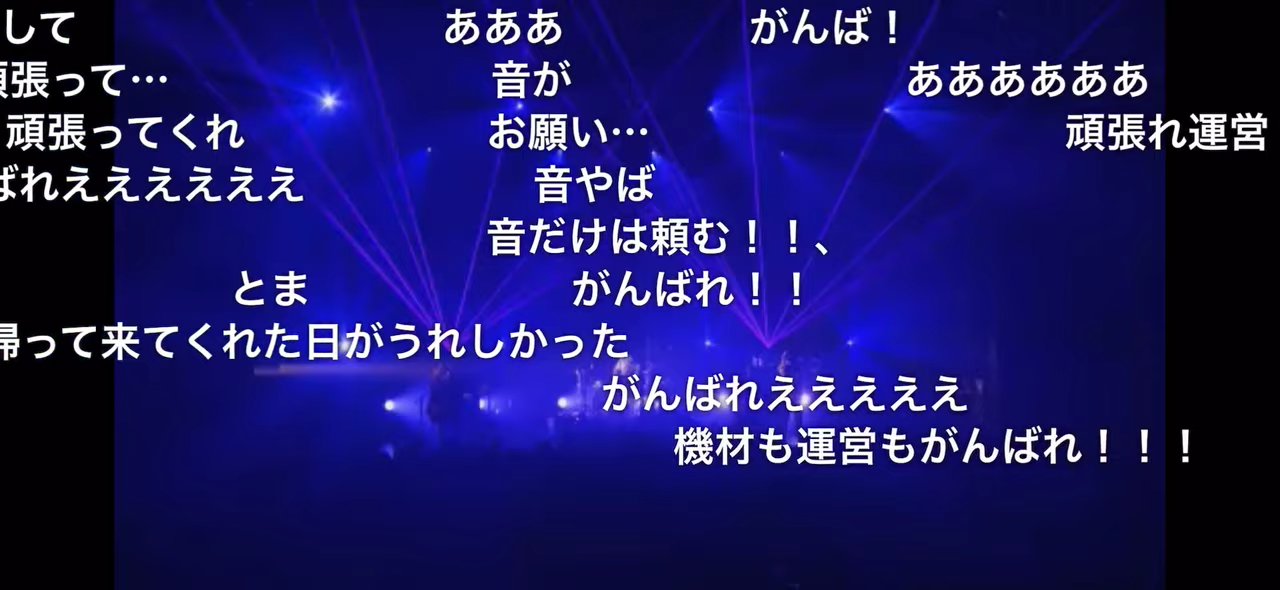 して
あああ
がんば！
頑張って…
音が
ああああああ
頑張ってくれ
お願い…
頑張れ運営
ばれええええええ
音やば
音だけは頼む！！、
とま
がんばれ！！
帰って来てくれた日がうれしかった
がんばれえええええ
機材も運営もがんばれ！！！